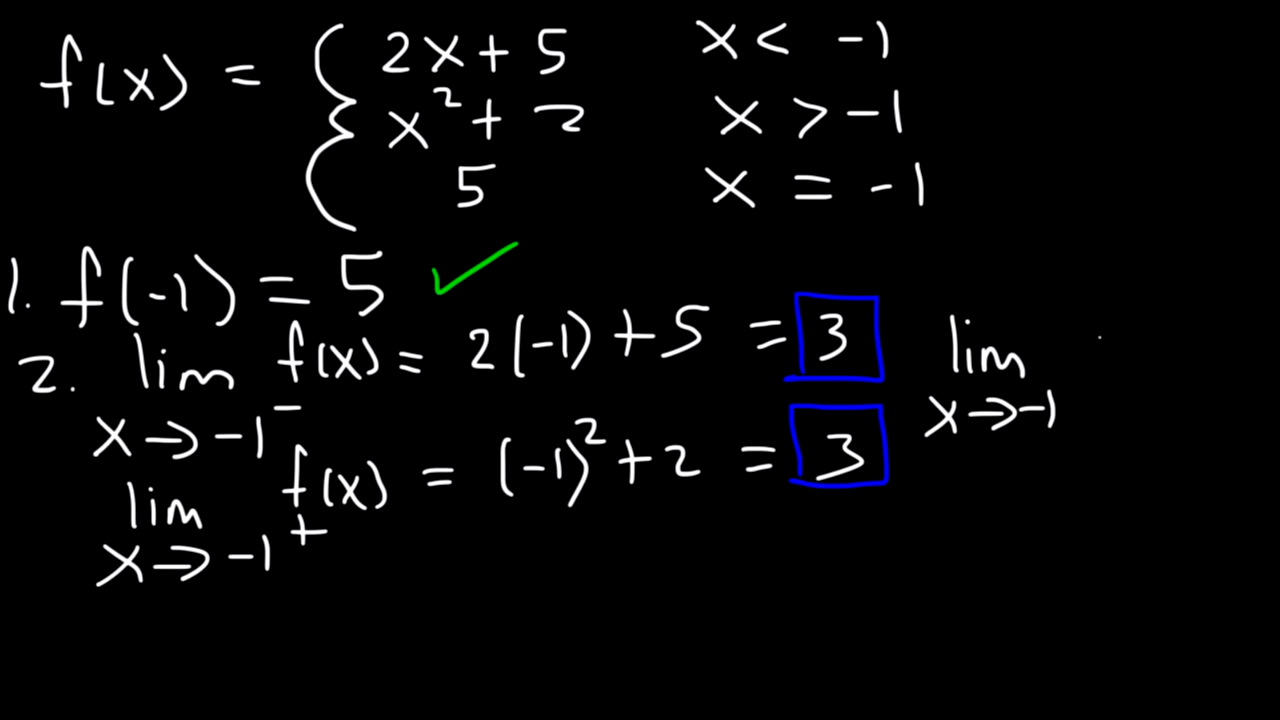 f(x) = { 2x + 5 x < -1
x² + 2 x > -1
5 x = -1
1. f(-1) = 5 ✓
2. lim x→-1⁻ f(x) = 2(-1) + 5 = 3
lim x→-1⁺ f(x) = (-1)² + 2 = 3
lim x→-1